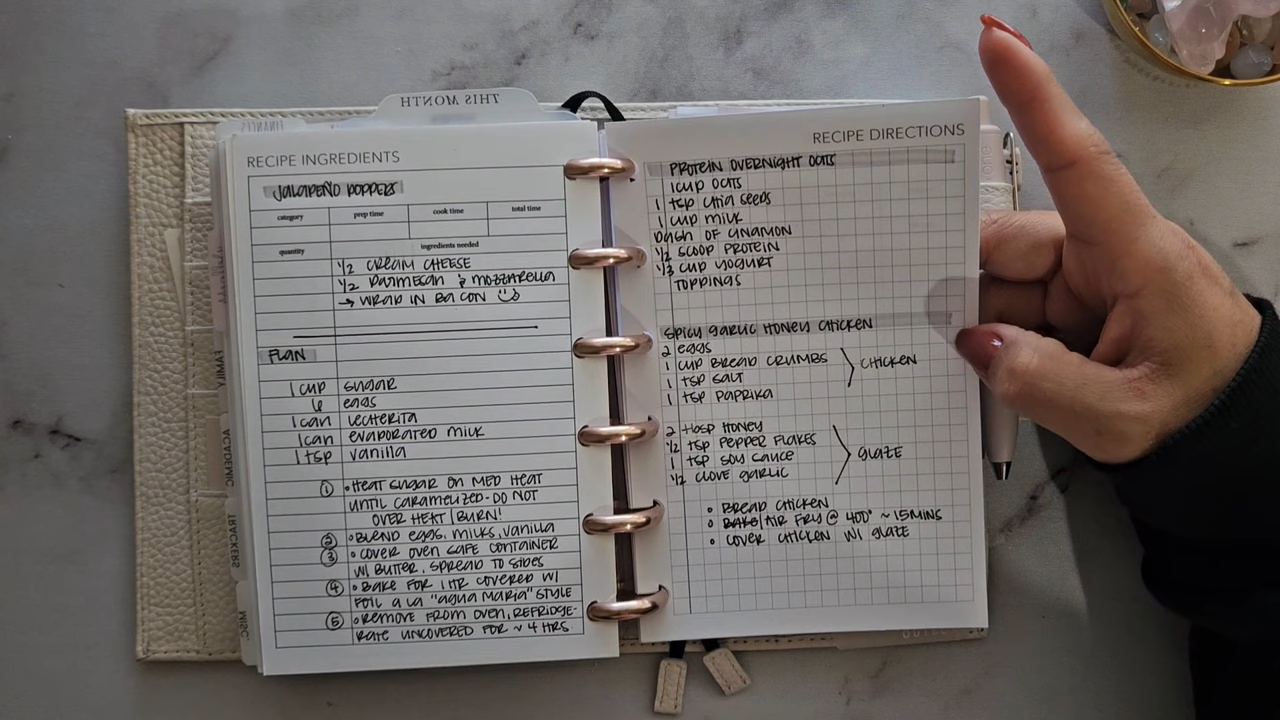 THIS MONTH
FINANCES
RECIPE INGREDIENTS
JALAPEÑO POPPERS
category prep time cook time total time
quantity ingredients needed
1/2 CREAM CHEESE
1/2 PARMESAN & MOZZARELLA
→ WRAP IN BACON
FLAN
1 CUP SUGAR
6 EGGS
1 CAN LECHERITA
1 CAN EVAPORATED MILK
1 TSP VANILLA
① • HEAT SUGAR ON MED HEAT
UNTIL CARAMELIZED - DO NOT
OVER HEAT / BURN!
② • BLEND EGGS, MILKS, VANILLA
③ • COVER OVEN SAFE CONTAINER
W/ BUTTER, SPREAD TO SIDES
④ • BAKE FOR 1 HR COVERED W/
FOIL A LA "AGUA MARIA" STYLE
⑤ • REMOVE FROM OVEN, REFRIDGE-
RATE UNCOVERED FOR ~ 4 HRS
FAMILY
ACADEMIC
TRACKERS
MISC.
RECIPE DIRECTIONS
PROTEIN OVERNIGHT OATS
1 CUP OATS
1 TSP CHIA SEEDS
1 CUP MILK
DASH OF CINAMON
1/2 SCOOP PROTEIN
1/3 CUP YOGURT
TOPPINGS
SPICY GARLIC HONEY CHICKEN
2 EGGS
1 CUP BREAD CRUMBS
1 TSP SALT
1 TSP PAPRIKA
CHICKEN
2 TBSP HONEY
1/2 TSP PEPPER FLAKES
1 TSP SOY SAUCE
1/2 CLOVE GARLIC
GLAZE
• BREAD CHICKEN
• BAKE/AIR FRY @ 400° ~ 15MINS
• COVER CHICKEN W/ GLAZE